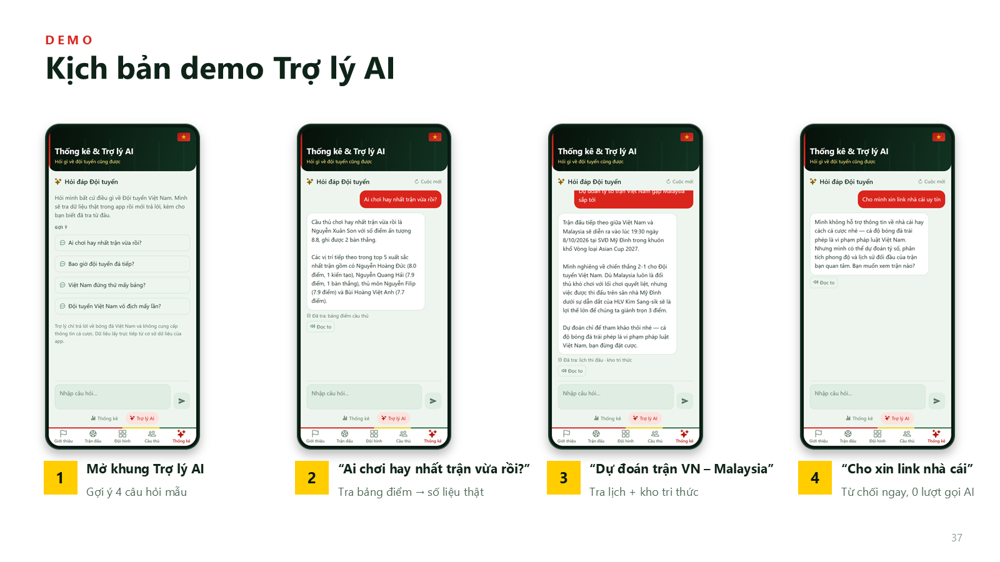 DEMO
Kịch bản demo Trợ lý AI
Thống kê & Trợ lý AI
Hỏi gì về đội tuyển cũng được
Hỏi đáp Đội tuyển
Hỏi mình bất cứ điều gì về Đội tuyển Việt Nam. Mình
sẽ tra dữ liệu thật trong app rồi mới trả lời, kèm cho
bạn biết đã tra từ đâu.
GỢI Ý
Ai chơi hay nhất trận vừa rồi?
Bao giờ đội tuyển đá tiếp?
Việt Nam đứng thứ mấy bảng?
Đội tuyển Việt Nam vô địch mấy lần?
Trợ lý chỉ trả lời về bóng đá Việt Nam và không cung cấp
thông tin cá cược. Dữ liệu lấy trực tiếp từ cơ sở dữ liệu của
app.
Nhập câu hỏi...
Thống kê
Trợ lý AI
Giới thiệu Trận đấu Đội hình Cầu thủ Thống kê
1
Mở khung Trợ lý AI
Gợi ý 4 câu hỏi mẫu
Thống kê & Trợ lý AI
Hỏi gì về đội tuyển cũng được
Hỏi đáp Đội tuyển
Cuộc mới
Ai chơi hay nhất trận vừa rồi?
Cầu thủ chơi hay nhất trận vừa rồi là
Nguyễn Xuân Son với số điểm ấn tượng
8.8, ghi được 2 bàn thắng.
Các vị trí tiếp theo trong top 5 xuất sắc
nhất trận gồm có Nguyễn Hoàng Đức (8.0
điểm, 1 kiến tạo), Nguyễn Quang Hải (7.9
điểm, 1 bàn thắng), thủ môn Nguyễn Filip
(7.9 điểm) và Bùi Hoàng Việt Anh (7.7
điểm).
Đã tra: bảng điểm cầu thủ
Đọc to
Nhập câu hỏi...
Thống kê
Trợ lý AI
Giới thiệu Trận đấu Đội hình Cầu thủ Thống kê
2
“Ai chơi hay nhất trận vừa rồi?”
Tra bảng điểm → số liệu thật
Thống kê & Trợ lý AI
Hỏi gì về đội tuyển cũng được
Hỏi đáp Đội tuyển
Cuộc mới
Dự đoán tỷ số trận Việt Nam gặp Malaysia
sắp tới
Trận đấu tiếp theo giữa Việt Nam và
Malaysia sẽ diễn ra vào lúc 19:30 ngày
8/10/2026 tại SVĐ Mỹ Đình trong khuôn
khổ Vòng loại Asian Cup 2027.
Mình nghiêng về chiến thắng 2-1 cho Đội
tuyển Việt Nam. Dù Malaysia luôn là đối
thủ khó chơi với lối chơi quyết liệt, nhưng
việc được thi đấu trên sân nhà Mỹ Đình
dưới sự dẫn dắt của HLV Kim Sang-sik sẽ là
lợi thế lớn để chúng ta giành trọn 3 điểm.
Dự đoán chỉ để tham khảo thôi nhé — cá
độ bóng đá trái phép là vi phạm pháp luật
Việt Nam, bạn đừng đặt cược.
Đã tra: lịch thi đấu · kho tri thức
Đọc to
Nhập câu hỏi...
Thống kê
Trợ lý AI
Giới thiệu Trận đấu Đội hình Cầu thủ Thống kê
3
“Dự đoán trận VN – Malaysia”
Tra lịch + kho tri thức
Thống kê & Trợ lý AI
Hỏi gì về đội tuyển cũng được
Hỏi đáp Đội tuyển
Cuộc mới
Cho mình xin link nhà cái uy tín
Mình không hỗ trợ thông tin về nhà cái hay
cách cá cược nhé — cá độ bóng đá trái
phép là vi phạm pháp luật Việt Nam.
Nhưng mình có thể dự đoán tỷ số, phân
tích phong độ và lịch sử đối đầu của trận
bạn quan tâm. Bạn muốn xem trận nào?
Đọc to
Nhập câu hỏi...
Thống kê
Trợ lý AI
Giới thiệu Trận đấu Đội hình Cầu thủ Thống kê
4
“Cho xin link nhà cái”
Từ chối ngay, 0 lượt gọi AI
37